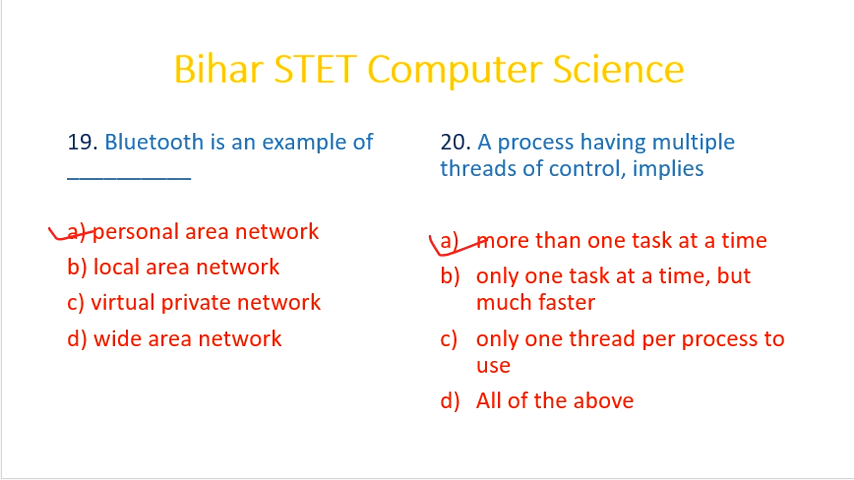 Bihar STET Computer Science
19. Bluetooth is an example of
__________
a) personal area network
b) local area network
c) virtual private network
d) wide area network
20. A process having multiple
threads of control, implies
a) more than one task at a time
b) only one task at a time, but
much faster
c) only one thread per process to
use
d) All of the above